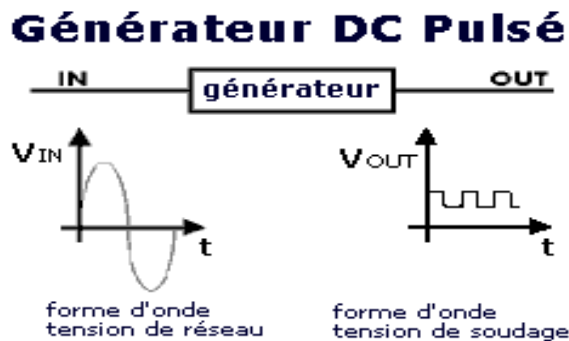 Générateur DC Pulsé
IN générateur OUT
VIN VOUT
t t
forme d'onde
tension de réseau
forme d'onde
tension de soudage